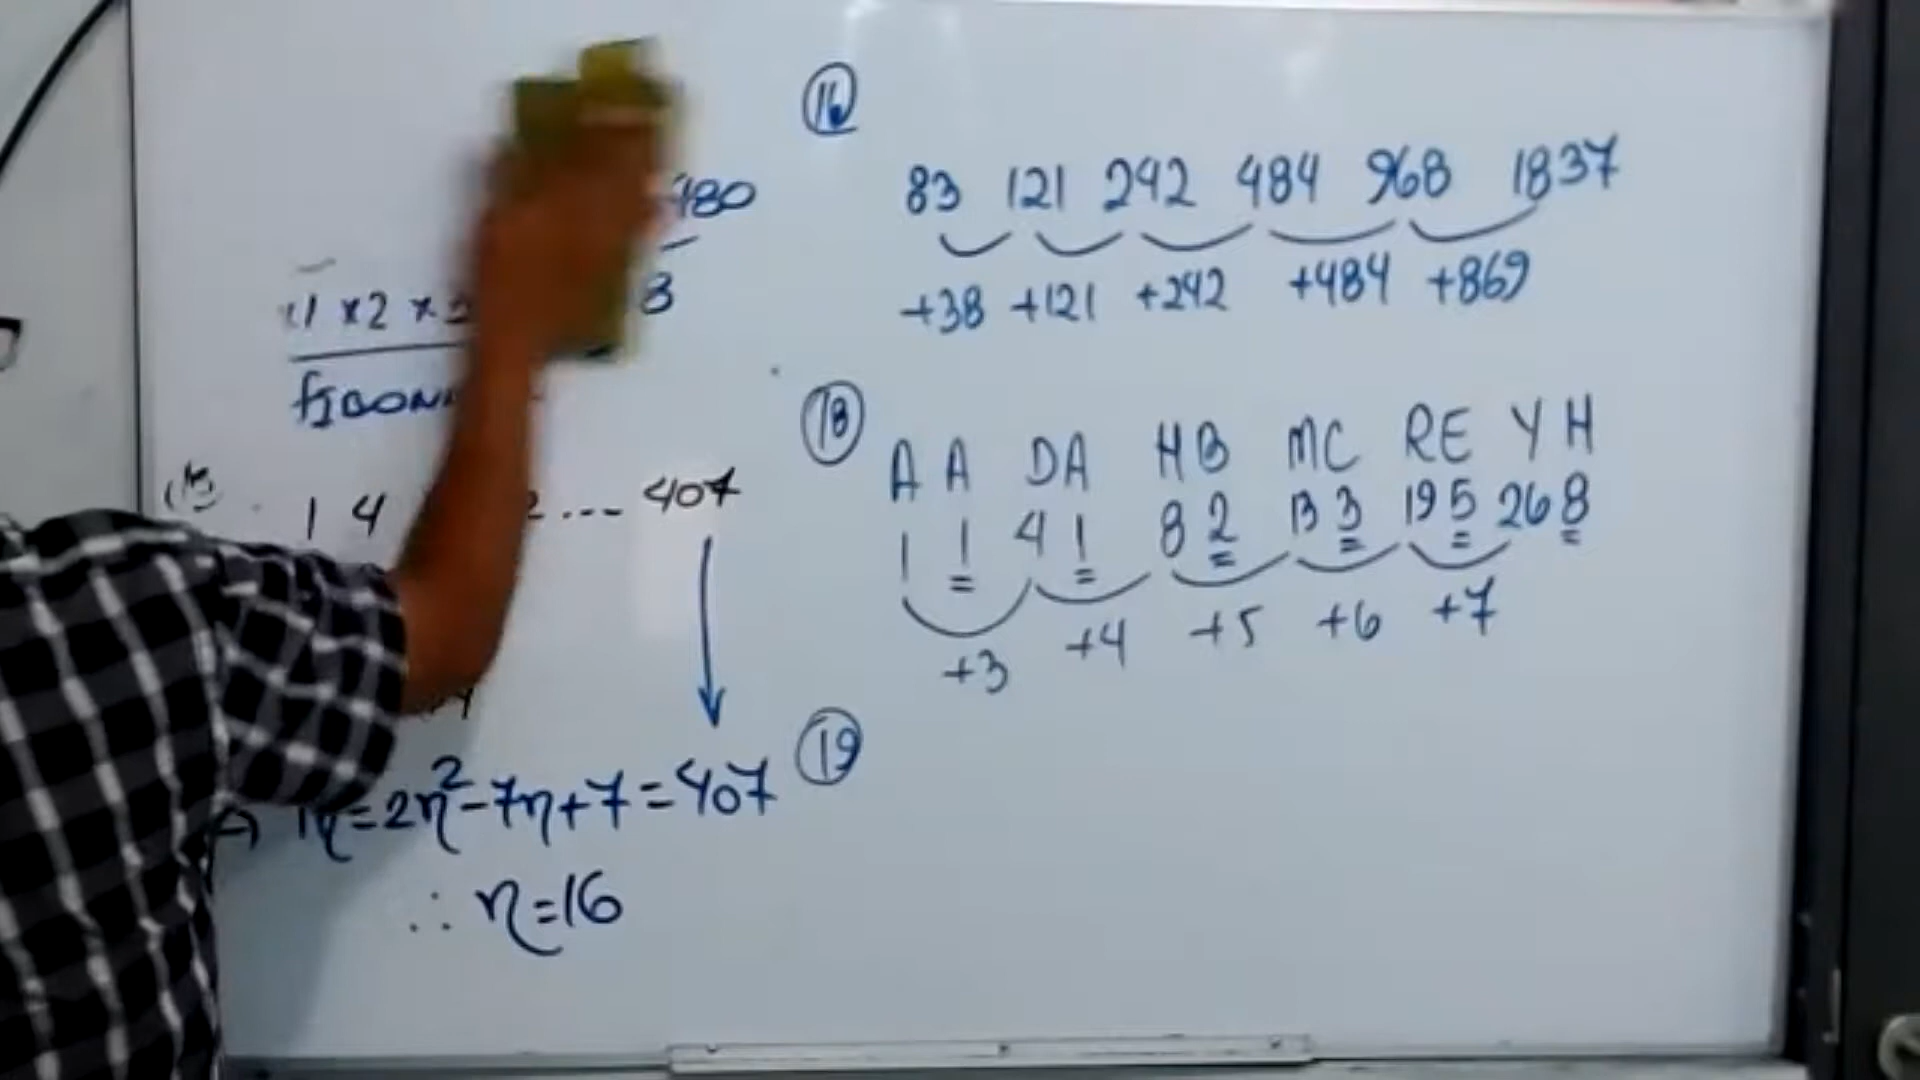 480
×1 ×2
8
1 4 ... 407
=2n²-7n+7=407
∴ n=16
16
83 121 242 484 968 1837
+38 +121 +242 +484 +869
18
A A DA HB MC RE YH
1 1 4 1 8 2 13 3 19 5 26 8
+3 +4 +5 +6 +7
19